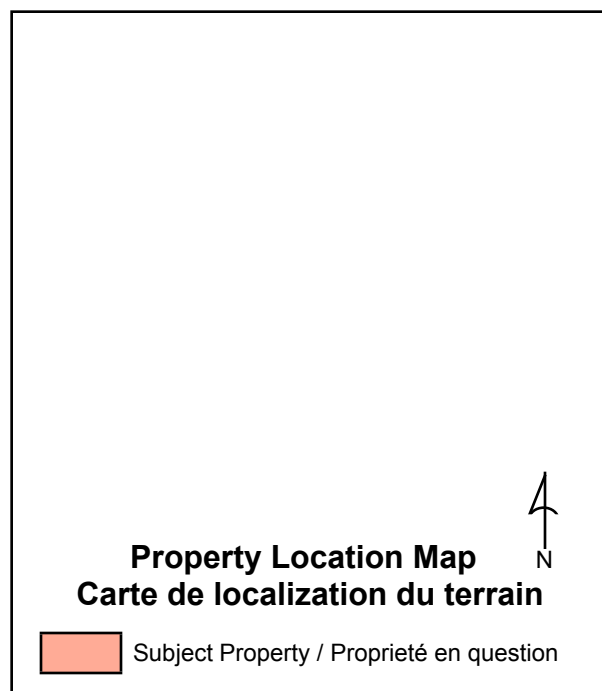 Property Location Map
N
Carte de localization du terrain
Subject Property / Proprieté en question